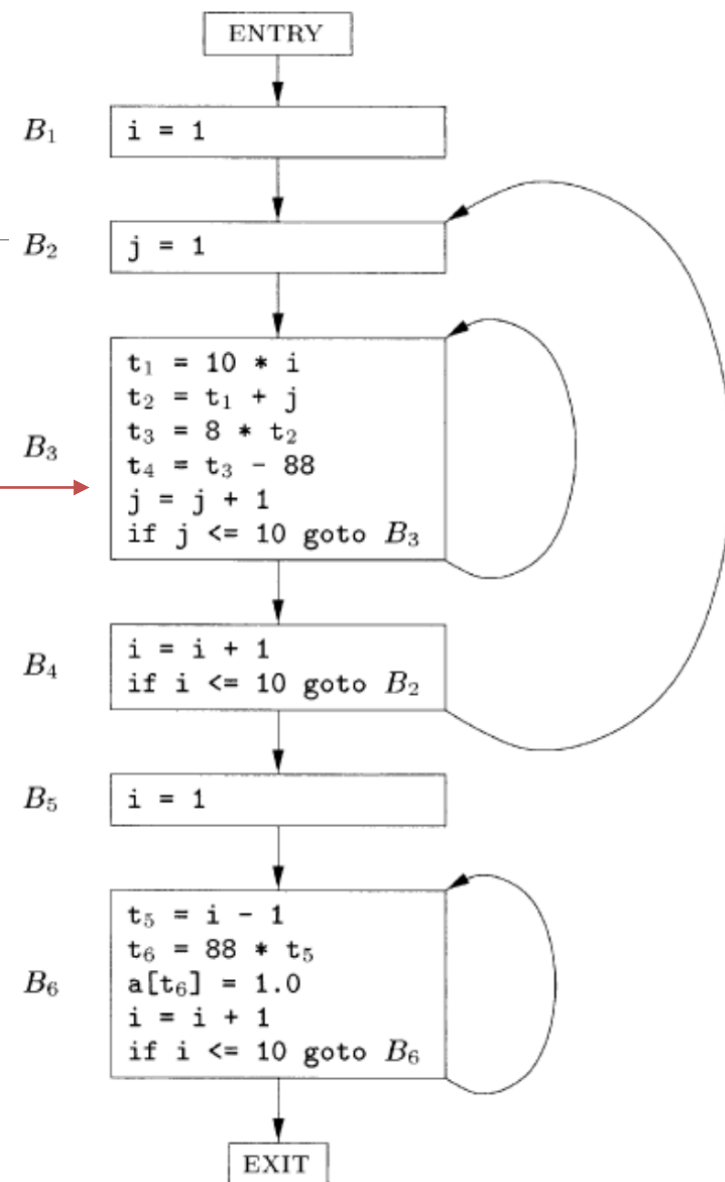 ENTRY
B₁ i = 1
B₂ j = 1
t₁ = 10 * i
t₂ = t₁ + j
t₃ = 8 * t₂
B₃
t₄ = t₃ - 88
j = j + 1
if j <= 10 goto B₃
i = i + 1
B₄
if i <= 10 goto B₂
B₅ i = 1
t₅ = i - 1
t₆ = 88 * t₅
B₆ a[t₆] = 1.0
i = i + 1
if i <= 10 goto B₆
EXIT